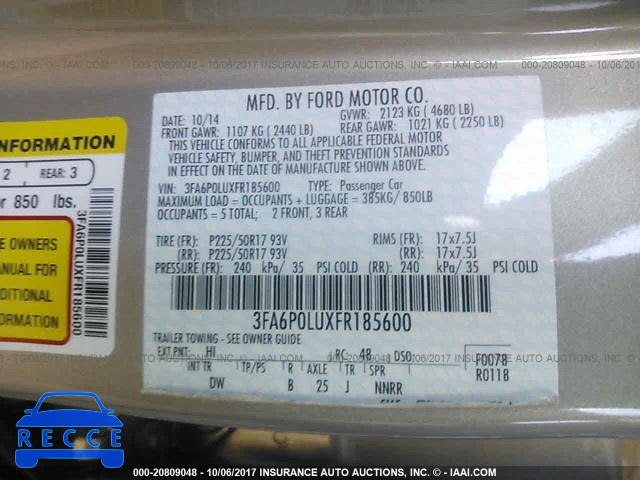 000-20809048 - 10/06/2017 INSURANCE AUTO AUCTIONS, INC. - IAAI.COM
MFD. BY FORD MOTOR CO.
DATE: 10/14
GVWR: 2123 KG ( 4680 LB)
FRONT GAWR: 1107 KG ( 2440 LB)
REAR GAWR: 1021 KG ( 2250 LB)
THIS VEHICLE CONFORMS TO ALL APPLICABLE FEDERAL MOTOR
VEHICLE SAFETY, BUMPER, AND THEFT PREVENTION STANDARDS
IN EFFECT ON THE DATE OF MANUFACTURE SHOWN ABOVE.
VIN: 3FA6P0LUXFR185600 TYPE: Passenger Car
MAXIMUM LOAD = OCCUPANTS + LUGGAGE = 385KG/ 850LB
OCCUPANTS = 5 TOTAL; 2 FRONT, 3 REAR
TIRE (FR): P225/50R17 93V RIMS (FR): 17x7.5J
(RR): P225/50R17 93V (RR): 17x7.5J
PRESSURE (FR): 240 kPa/ 35 PSI COLD (RR): 240 kPa/ 35 PSI COLD
3FA6P0LUXFR185600
TRAILER TOWING - SEE OWNER GUIDE
EXT PNT: HI RC: 48 DSO: F0078
INT TR TP/PS R AXLE TR SPR R0118
DW B 25 J NNRR
INFORMATION
2 REAR: 3
or 850 lbs.
3FA6P0LUXFR185600
E OWNERS
ANUAL FOR
DDITIONAL
ORMATION
RECCE
000-20809048 - 10/06/2017 INSURANCE AUTO AUCTIONS, INC. - IAAI.COM